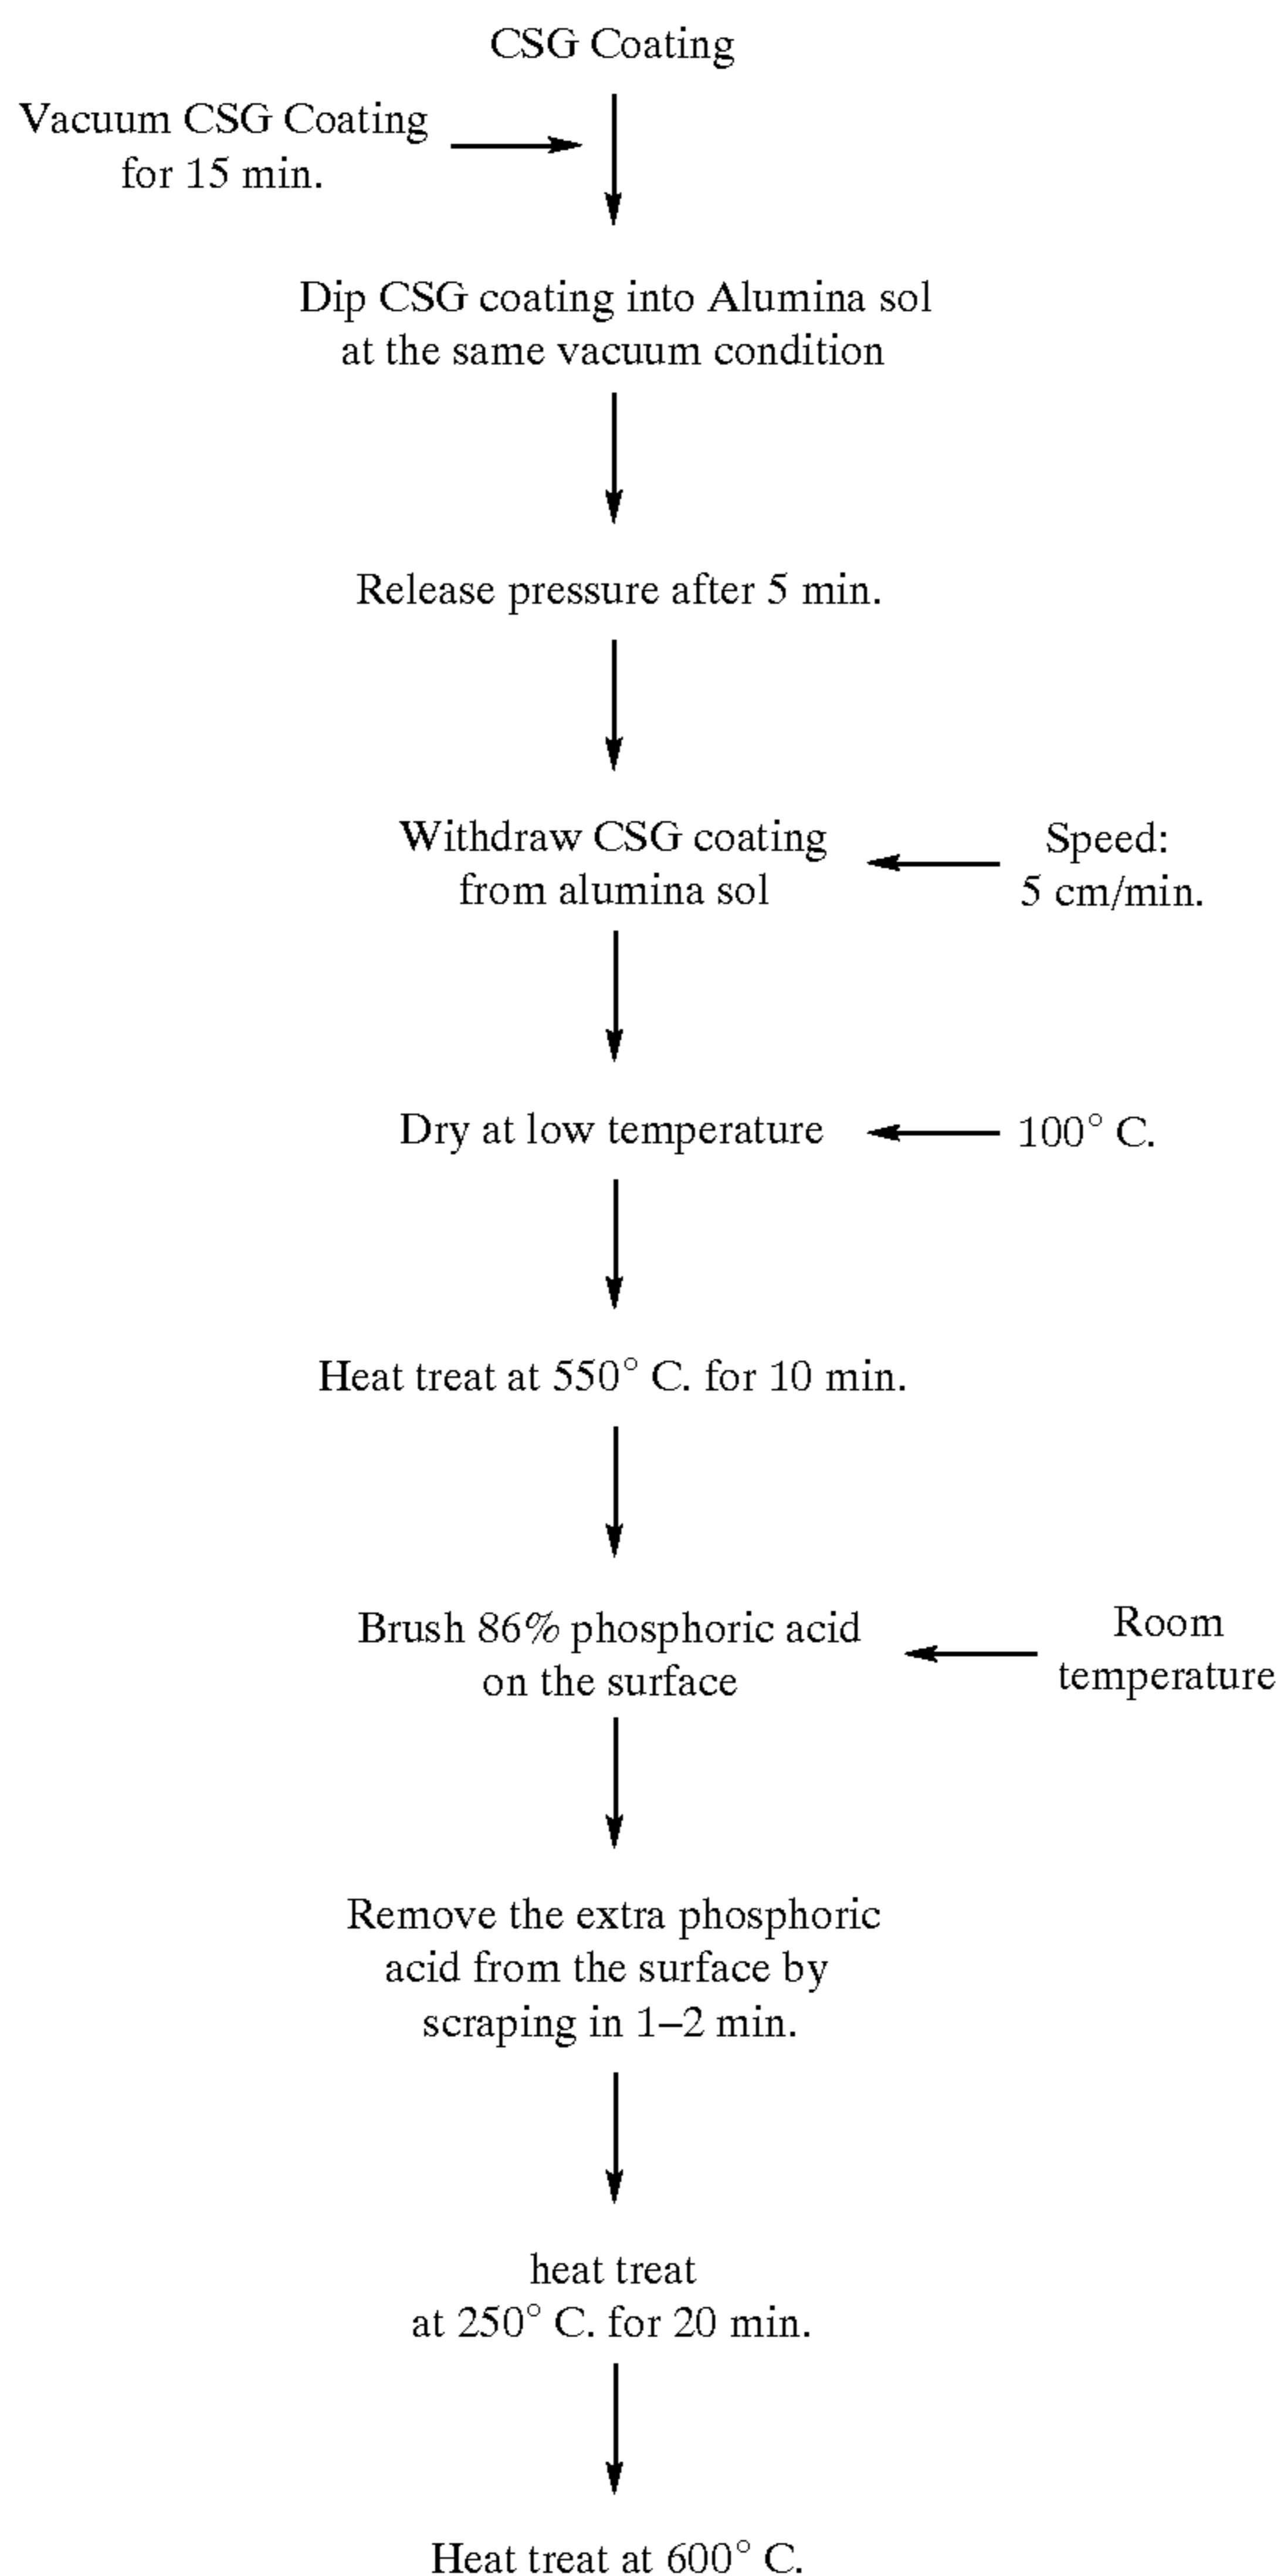 CSG Coating
Vacuum CSG Coating
for 15 min.
Dip CSG coating into Alumina sol
at the same vacuum condition
Release pressure after 5 min.
Withdraw CSG coating
from alumina sol
Speed:
5 cm/min.
Dry at low temperature
100° C.
Heat treat at 550° C. for 10 min.
Brush 86% phosphoric acid
on the surface
Room
temperature
Remove the extra phosphoric
acid from the surface by
scraping in 1–2 min.
heat treat
at 250° C. for 20 min.
Heat treat at 600° C.